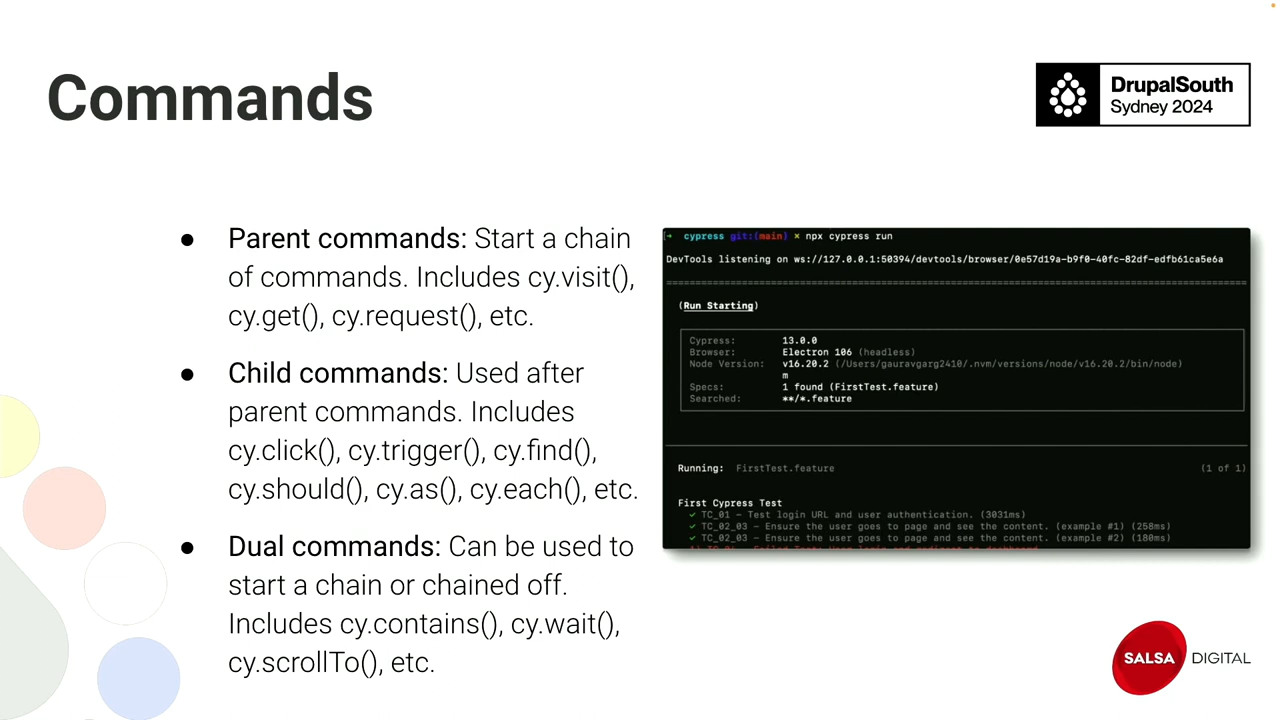 Commands
DrupalSouth
Sydney 2024
● Parent commands: Start a chain
of commands. Includes cy.visit(),
cy.get(), cy.request(), etc.
● Child commands: Used after
parent commands. Includes
cy.click(), cy.trigger(), cy.find(),
cy.should(), cy.as(), cy.each(), etc.
● Dual commands: Can be used to
start a chain or chained off.
Includes cy.contains(), cy.wait(),
cy.scrollTo(), etc.
cypress git:(main) × npx cypress run
DevTools listening on ws://127.0.0.1:50394/devtools/browser/0e57d19a-b9f0-40fc-82df-edfb61ca5e6a
(Run Starting)
Cypress: 13.0.0
Browser: Electron 106 (headless)
Node Version: v16.20.2 (/Users/gauravgarg2410/.nvm/versions/node/v16.20.2/bin/node)
m
Specs: 1 found (FirstTest.feature)
Searched: **/*.feature
Running: FirstTest.feature (1 of 1)
First Cypress Test
✓ TC_01 – Test login URL and user authentication. (3031ms)
✓ TC_02_03 – Ensure the user goes to page and see the content. (example #1) (258ms)
✓ TC_02_03 – Ensure the user goes to page and see the content. (example #2) (180ms)
SALSA DIGITAL